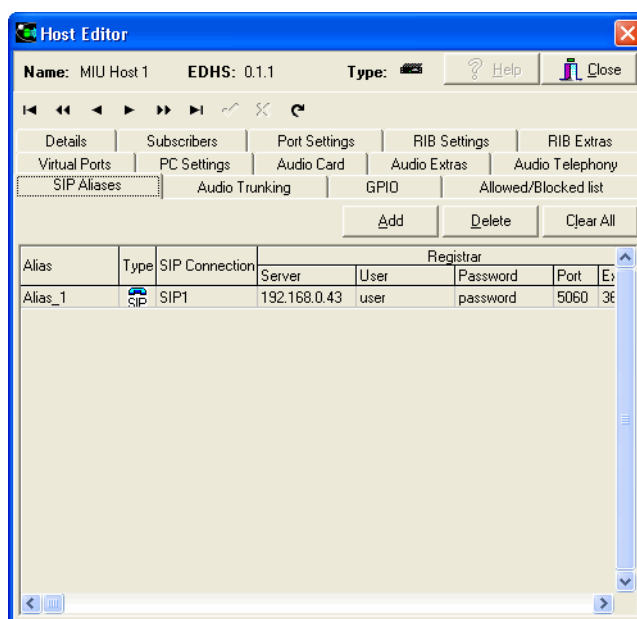 Host Editor
Name: MIU Host 1 EDHS: 0.1.1 Type: Help Close
Details Subscribers Port Settings RIB Settings RIB Extras
Virtual Ports PC Settings Audio Card Audio Extras Audio Telephony
SIP Aliases Audio Trunking GPIO Allowed/Blocked list
Add Delete Clear All
Registrar
Alias Type SIP Connection Server User Password Port
Alias_1 SIP SIP1 192.168.0.43 user password 5060